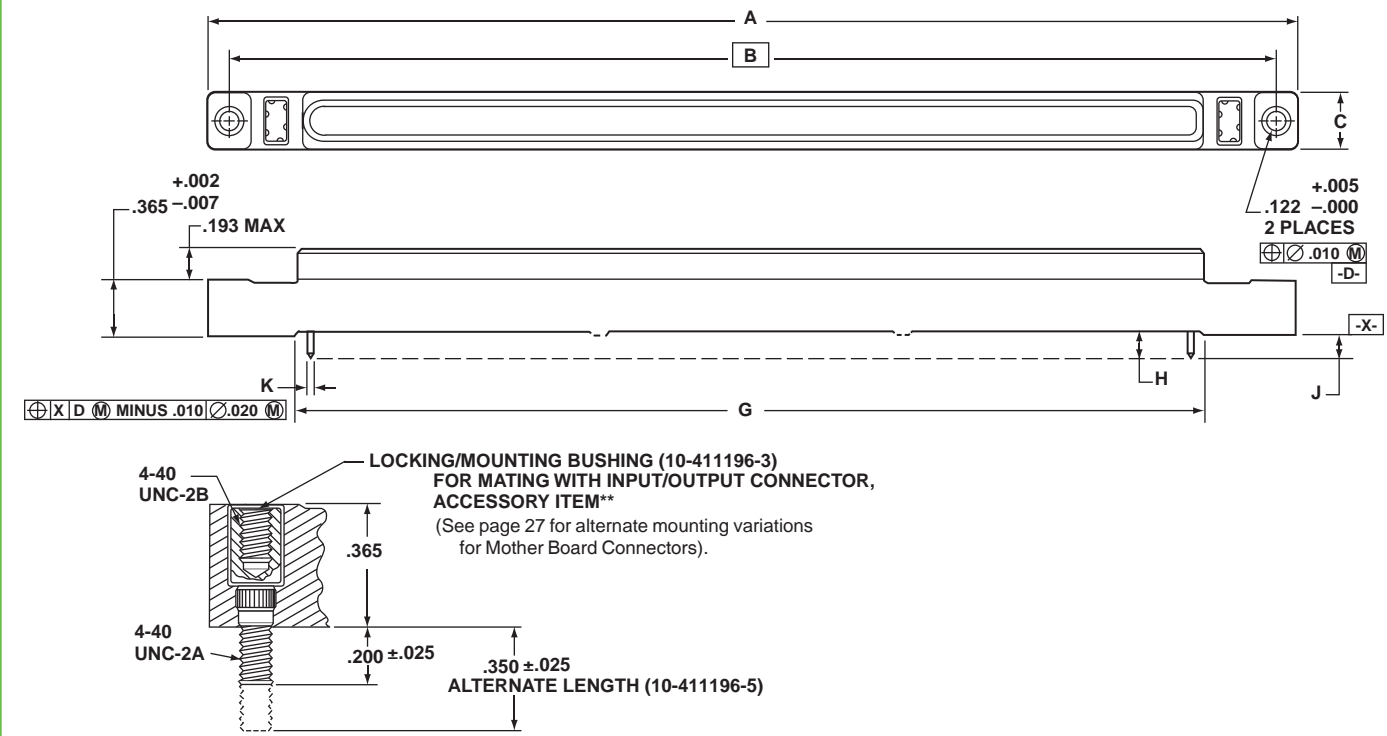 A
B
C
+.002
.365 –.007
.193 MAX
+.005
.122 –.000
2 PLACES
⌖ ∅ .010 Ⓜ
-D-
-X-
K
H
J
⌖ X D Ⓜ MINUS .010 ∅.020 Ⓜ
G
LOCKING/MOUNTING BUSHING (10-411196-3)
FOR MATING WITH INPUT/OUTPUT CONNECTOR,
ACCESSORY ITEM**
(See page 27 for alternate mounting variations
for Mother Board Connectors).
4-40
UNC-2B
.365
4-40
UNC-2A
.200 ±.025
.350 ±.025
ALTERNATE LENGTH (10-411196-5)